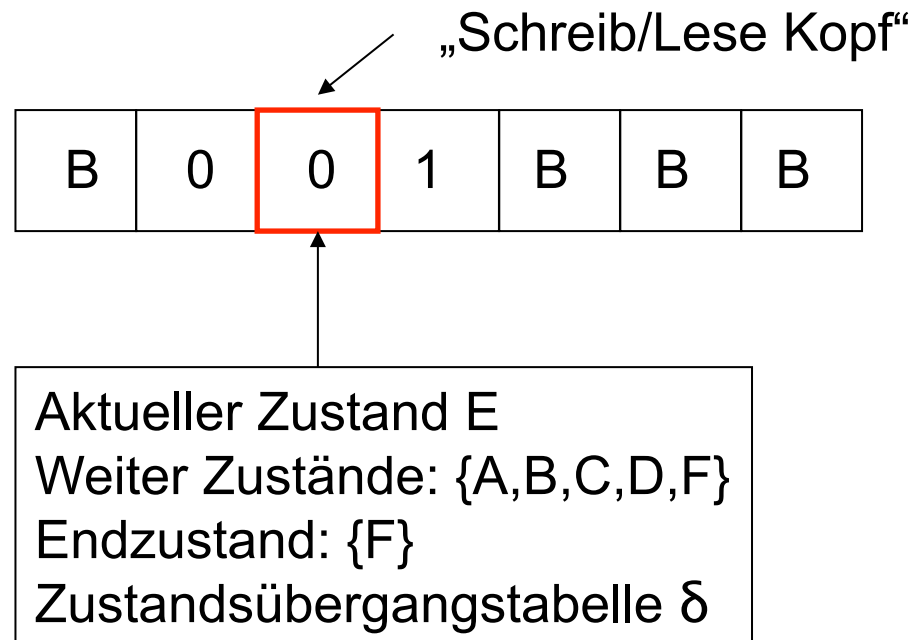 „Schreib/Lese Kopf“
B 0 0 1 B B B
Aktueller Zustand E
Weiter Zustände: {A,B,C,D,F}
Endzustand: {F}
Zustandsübergangstabelle δ